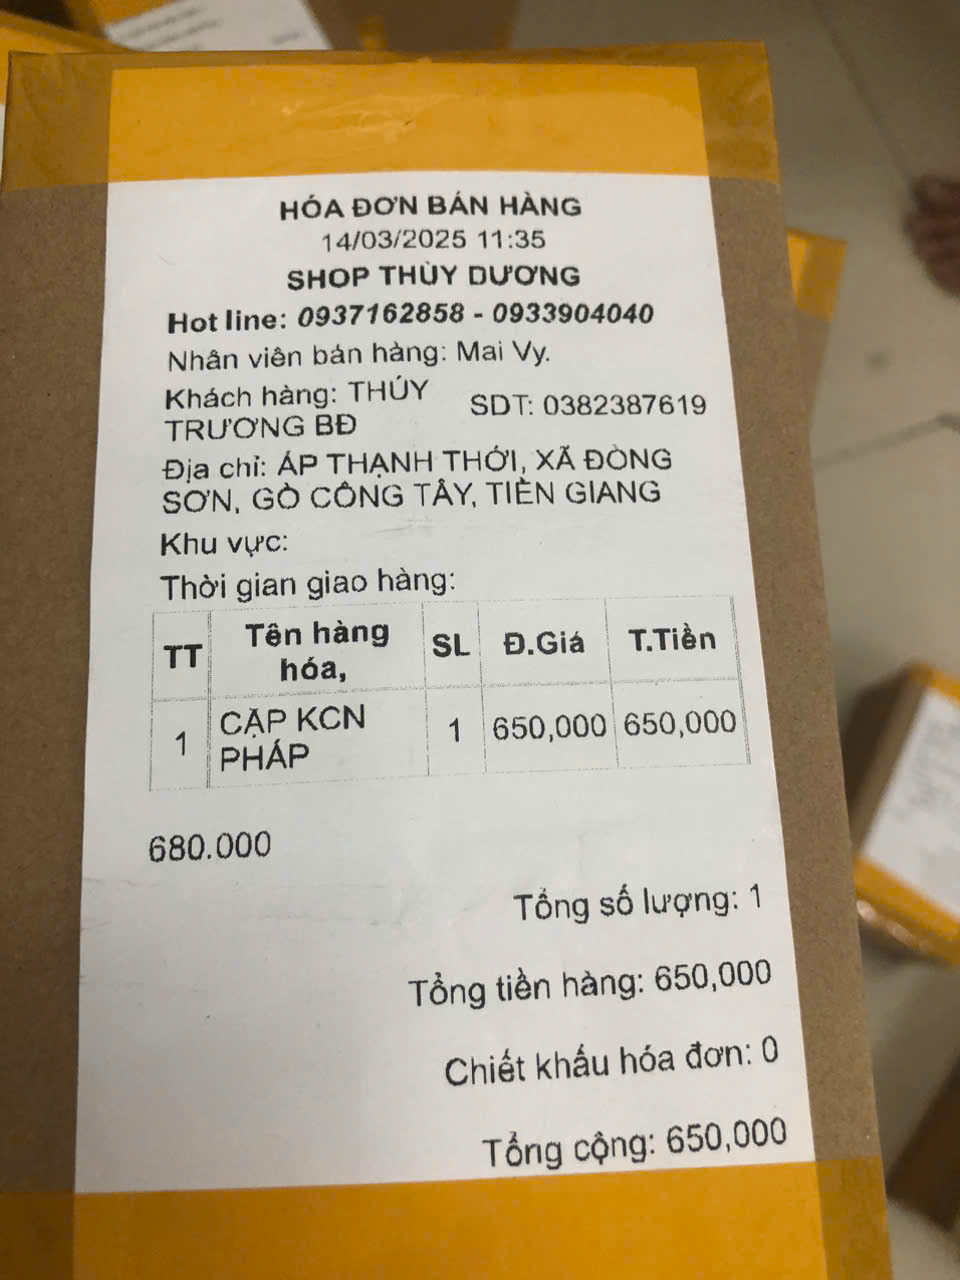 HÓA ĐƠN BÁN HÀNG
14/03/2025 11:35
SHOP THÙY DƯƠNG
Hot line: 0937162858 - 0933904040
Nhân viên bán hàng: Mai Vy.
Khách hàng: THÚY TRƯƠNG BĐ
SDT: 0382387619
Địa chỉ: ÁP THẠNH THỚI, XÃ ĐÒNG
SƠN, GÒ CÔNG TÂY, TIÈN GIANG
Khu vực:
Thời gian giao hàng:
TT Tên hàng hóa, SL Đ.Giá T.Tiền
1 CẶP KCN PHÁP 1 650,000 650,000
680.000
Tổng số lượng: 1
Tổng tiền hàng: 650,000
Chiết khấu hóa đơn: 0
Tổng cộng: 650,000